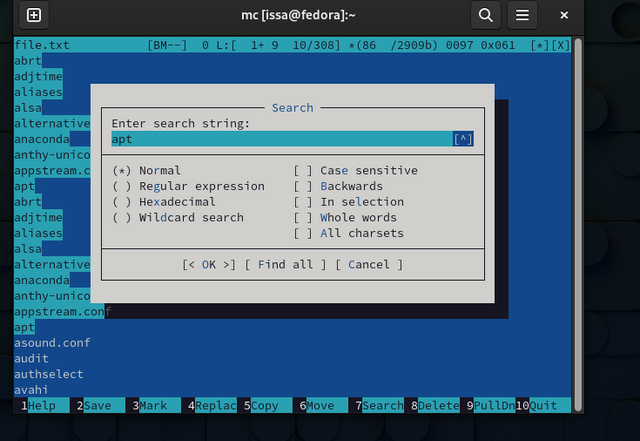 mc [issa@fedora]:~
file.txt [BM--] 0 L:[ 1+ 9 10/308] *(86 /2909b) 0097 0x061 [*][X]
abrt
adjtime
aliases
alsa
alternative
anaconda
anthy-unico
appstream.c
apt
abrt
adjtime
aliases
alsa
alternative
anaconda
anthy-unico
appstream.conf
apt
asound.conf
audit
authselect
avahi
Search
Enter search string:
apt [^]
(*) Normal [ ] Case sensitive
( ) Regular expression [ ] Backwards
( ) Hexadecimal [ ] In selection
( ) Wildcard search [ ] Whole words
[ ] All charsets
[< OK >] [ Find all ] [ Cancel ]
1Help 2Save 3Mark 4Replac 5Copy 6Move 7Search 8Delete 9PullDn 10Quit